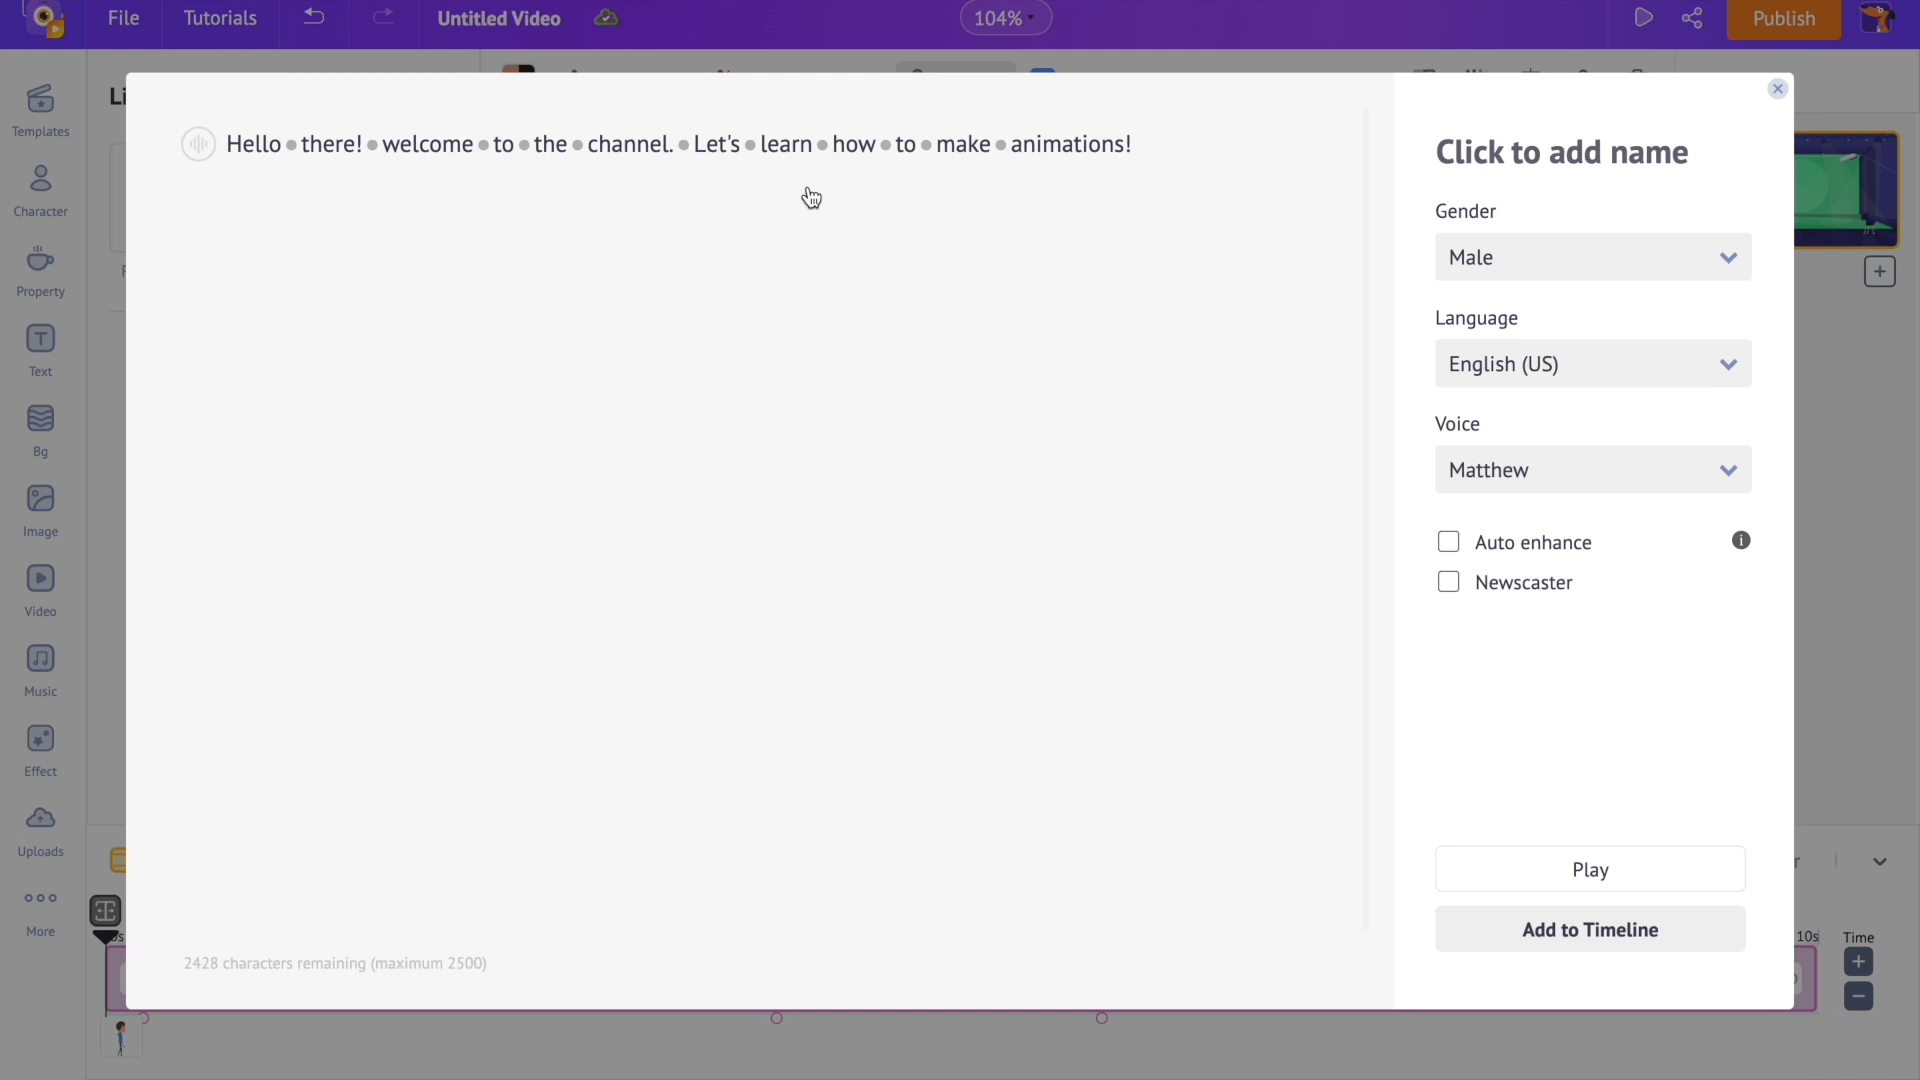 File
Tutorials
Untitled Video
104%
Publish
Templates
Character
Property
Text
Bg
Image
Video
Music
Effect
Uploads
More
Hello there! welcome to the channel. Let's learn how to make animations!
2428 characters remaining (maximum 2500)
Click to add name
Gender
Male
Language
English (US)
Voice
Matthew
Auto enhance
Newscaster
Play
Add to Timeline
10s
Time